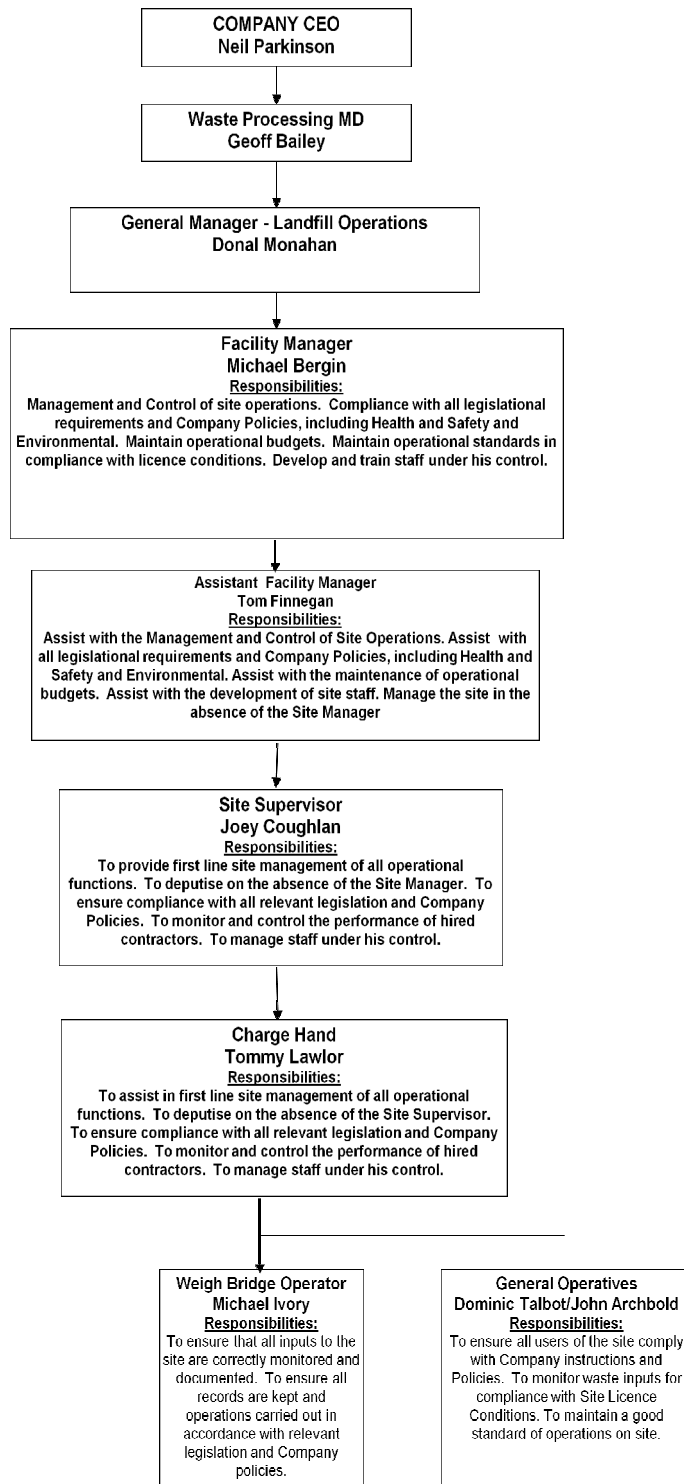 COMPANY CEO
Neil Parkinson
Waste Processing MD
Geoff Bailey
General Manager - Landfill Operations
Donal Monahan
Facility Manager
Michael Bergin
Responsibilities:
Management and Control of site operations. Compliance with all legislational
requirements and Company Policies, including Health and Safety and
Environmental. Maintain operational budgets. Maintain operational standards in
compliance with licence conditions. Develop and train staff under his control.
Assistant Facility Manager
Tom Finnegan
Responsibilities:
Assist with the Management and Control of Site Operations. Assist with
all legislational requirements and Company Policies, including Health and
Safety and Environmental. Assist with the maintenance of operational
budgets. Assist with the development of site staff. Manage the site in the
absence of the Site Manager
Site Supervisor
Joey Coughlan
Responsibilities:
To provide first line site management of all operational
functions. To deputise on the absence of the Site Manager. To
ensure compliance with all relevant legislation and Company
Policies. To monitor and control the performance of hired
contractors. To manage staff under his control.
Charge Hand
Tommy Lawlor
Responsibilities:
To assist in first line site management of all operational
functions. To deputise on the absence of the Site Supervisor.
To ensure compliance with all relevant legislation and Company
Policies. To monitor and control the performance of hired
contractors. To manage staff under his control.
Weigh Bridge Operator
Michael Ivory
Responsibilities:
To ensure that all inputs to the
site are correctly monitored and
documented. To ensure all
records are kept and
operations carried out in
accordance with relevant
legislation and Company
policies.
General Operatives
Dominic Talbot/John Archbold
Responsibilities:
To ensure all users of the site comply
with Company instructions and
Policies. To monitor waste inputs for
compliance with Site Licence
Conditions. To maintain a good
standard of operations on site.